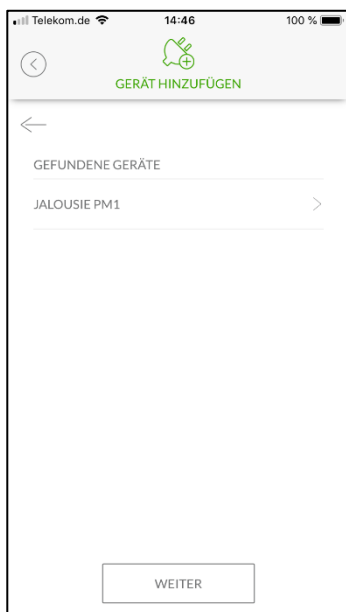 Telekom.de 14:46 100 %
GERÄT HINZUFÜGEN
GEFUNDENE GERÄTE
JALOUSIE PM1
WEITER